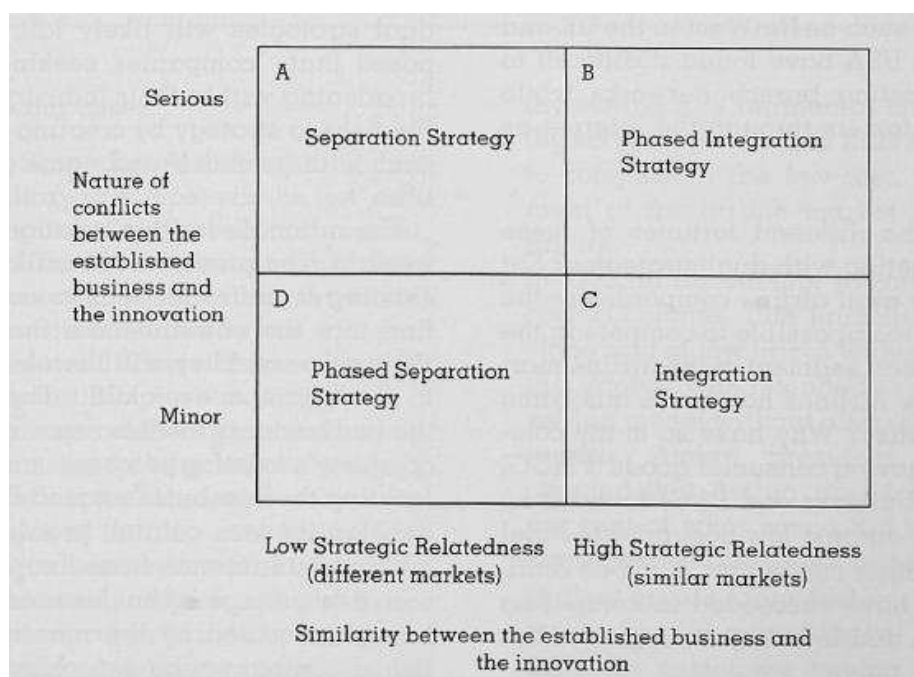 A
B
Serious
Separation Strategy
Phased Integration
Strategy
Nature of
conflicts
between the
established
business and
the innovation
D
C
Phased Separation
Strategy
Integration
Strategy
Minor
Low Strategic Relatedness
(different markets)
High Strategic Relatedness
(similar markets)
Similarity between the established business and
the innovation